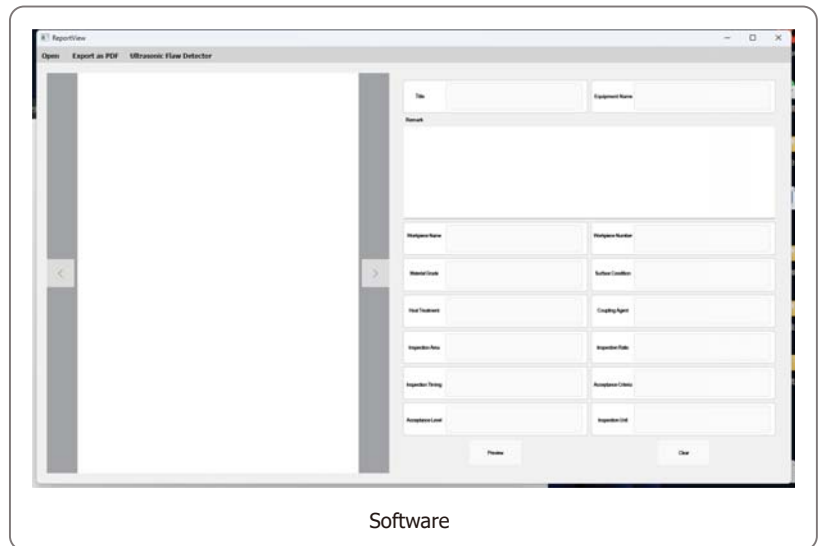 ReportView
Open Export as PDF Ultrasonic Flaw Detector
Title Equipment Name
Remark
Workpiece Name Workpiece Number
Material Grade Surface Condition
Heat Treatment Coupling Agent
Inspection Area Inspection Ratio
Inspection Timing Acceptance Criteria
Acceptance Level Inspection Unit
Preview Clear
Software